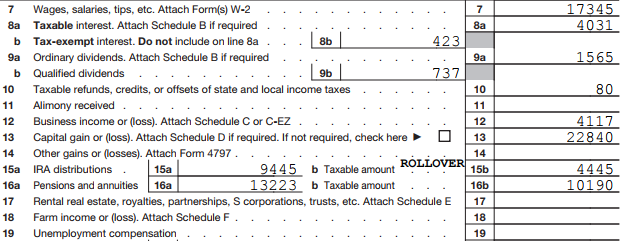 7 Wages, salaries, tips, etc. Attach Form(s) W-2 . . . . . . . . . . . . 7 17345
8a Taxable interest. Attach Schedule B if required . . . . . . . . . . . . 8a 4031
b Tax-exempt interest. Do not include on line 8a . . . 8b 423
9a Ordinary dividends. Attach Schedule B if required . . . . . . . . . . . 9a 1565
b Qualified dividends . . . . . . . . . . . 9b 737
10 Taxable refunds, credits, or offsets of state and local income taxes . . . . . . 10 80
11 Alimony received . . . . . . . . . . . . . . . . . . . . 11
12 Business income or (loss). Attach Schedule C or C-EZ . . . . . . . . . . 12 4117
13 Capital gain or (loss). Attach Schedule D if required. If not required, check here ► ☐ 13 22840
14 Other gains or (losses). Attach Form 4797 . . . . . . . . . . . . . . 14
15a IRA distributions . 15a 9445 b Taxable amount ROLLOVER . . . 15b 4445
16a Pensions and annuities 16a 13223 b Taxable amount . . . 16b 10190
17 Rental real estate, royalties, partnerships, S corporations, trusts, etc. Attach Schedule E 17
18 Farm income or (loss). Attach Schedule F . . . . . . . . . . . . . . 18
19 Unemployment compensation . . . . . . . . . . . . . . . . . 19